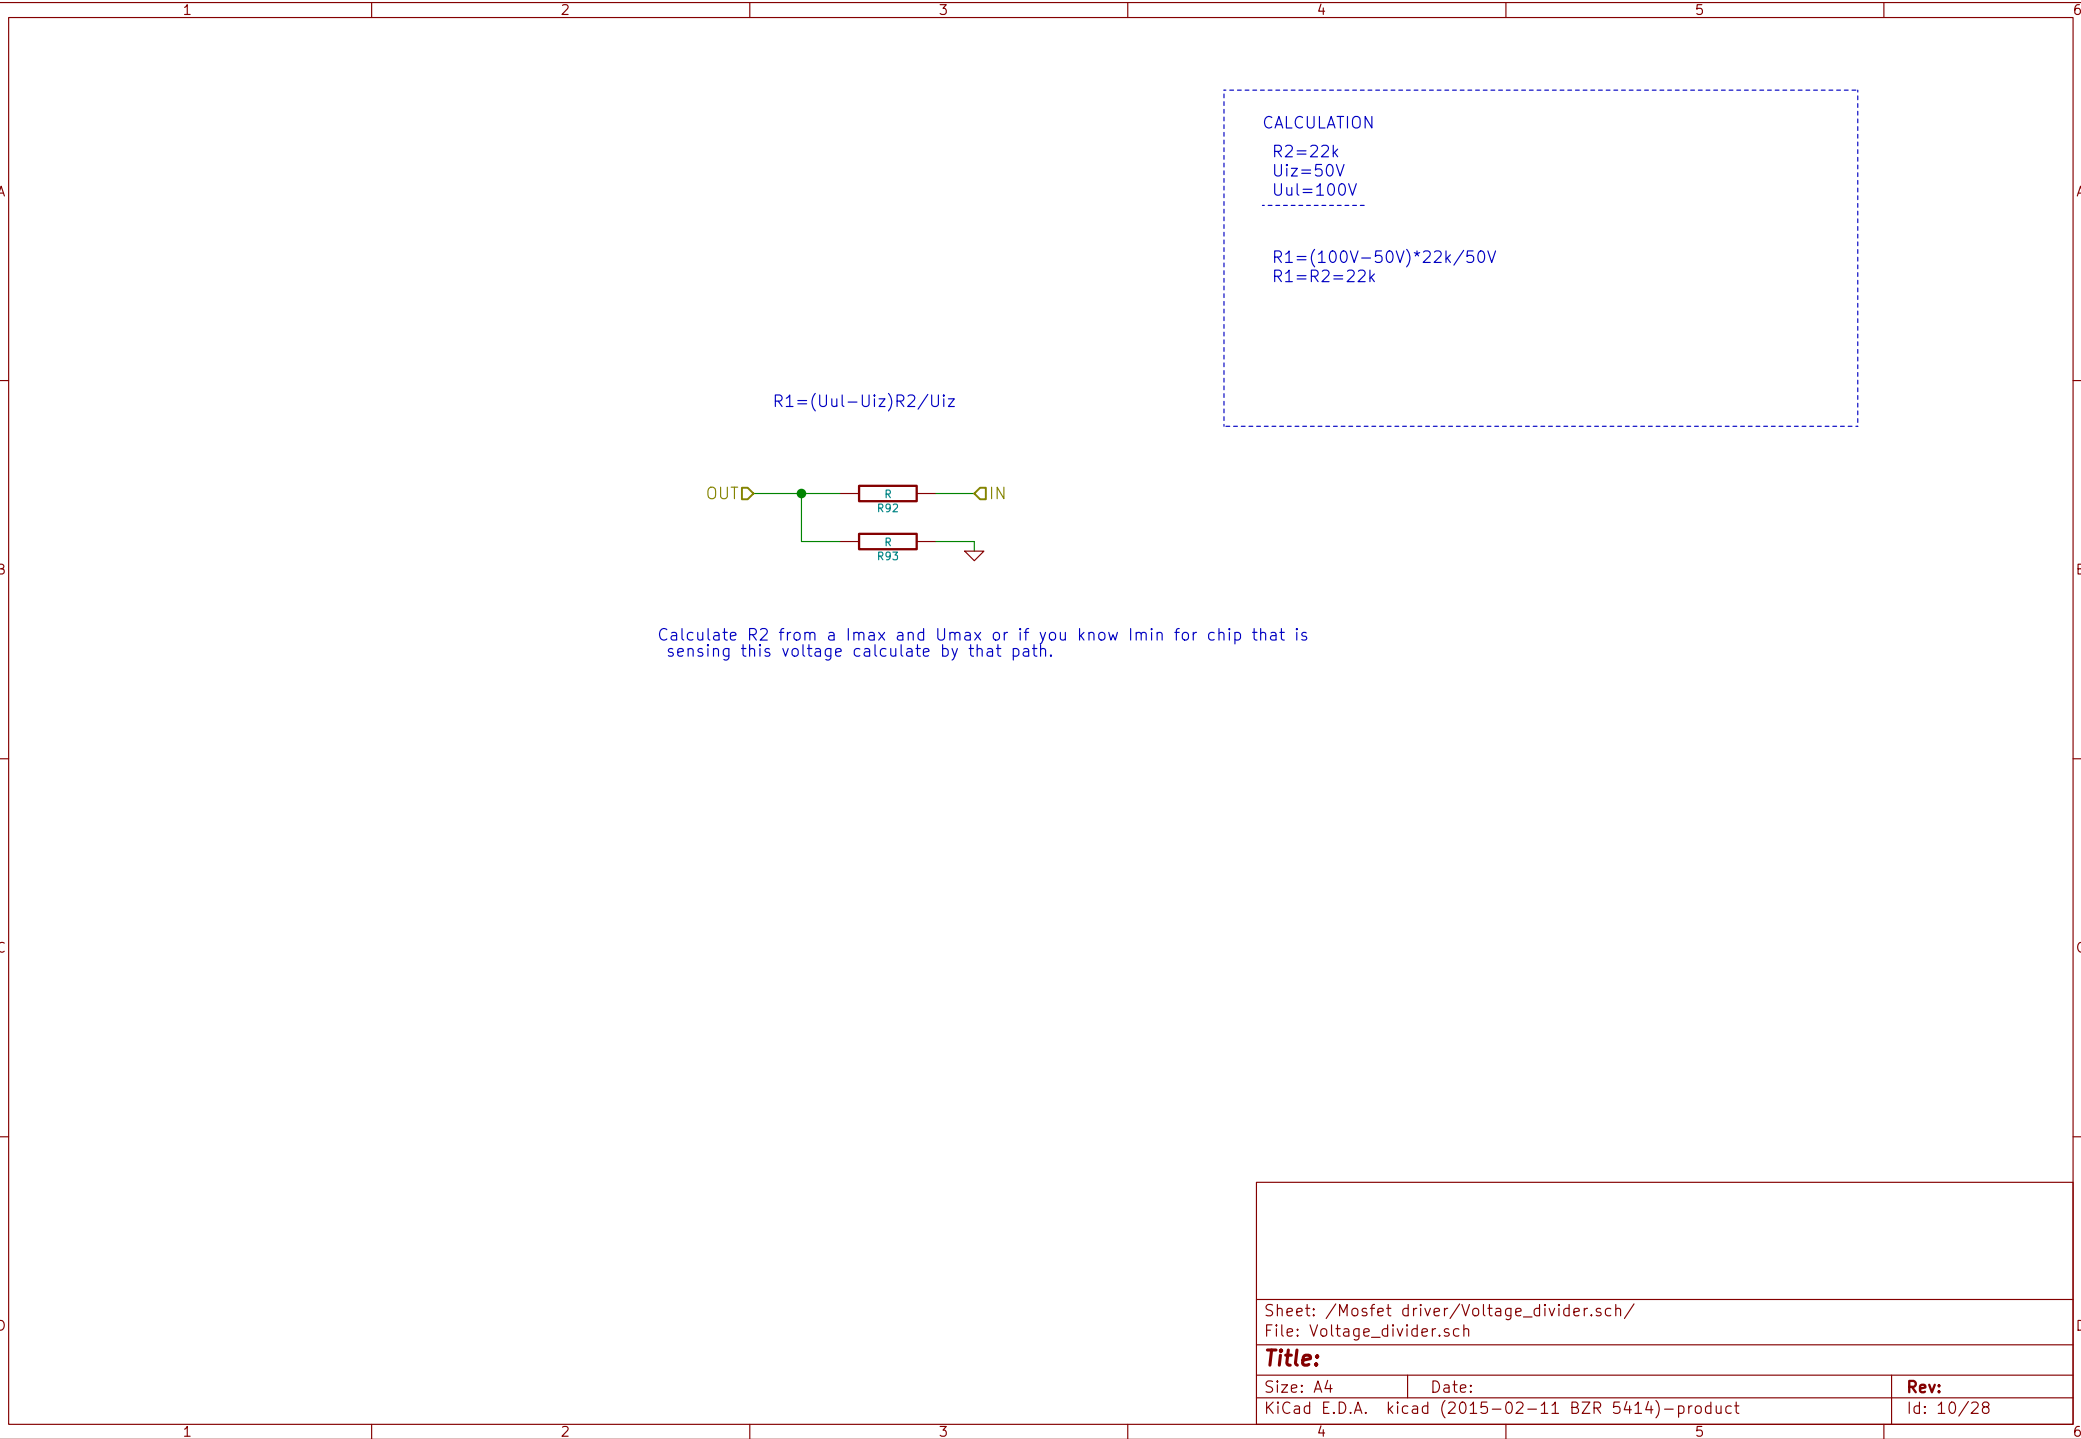 1 2 3 4 5 6
CALCULATION
R2=22k
Uiz=50V
Uul=100V
A A
R1=(100V-50V)*22k/50V
R1=R2=22k
R1=(Uul-Uiz)R2/Uiz
OUT R IN
R92
R
R93
B B
Calculate R2 from a Imax and Umax or if you know Imin for chip that is
sensing this voltage calculate by that path.
C C
Sheet: /Mosfet driver/Voltage_divider.sch/
File: Voltage_divider.sch
D D
Title:
Size: A4 Date: Rev:
KiCad E.D.A. kicad (2015-02-11 BZR 5414)-product Id: 10/28
1 2 3 4 5 6